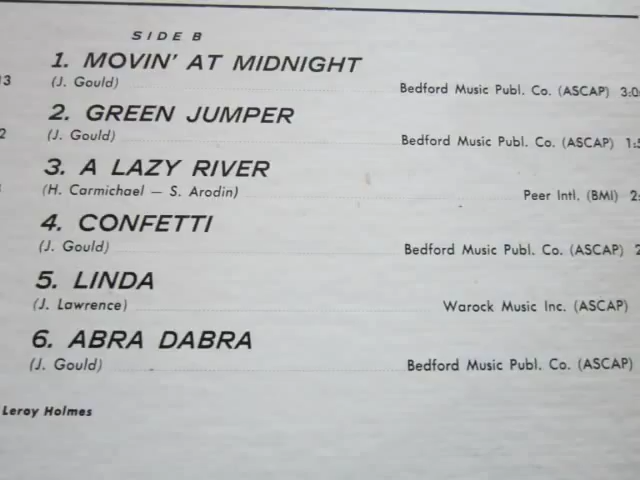 SIDE B
1. MOVIN' AT MIDNIGHT
(J. Gould) Bedford Music Publ. Co. (ASCAP)
2. GREEN JUMPER
(J. Gould) Bedford Music Publ. Co. (ASCAP)
3. A LAZY RIVER
(H. Carmichael — S. Arodin) Peer Intl. (BMI)
4. CONFETTI
(J. Gould) Bedford Music Publ. Co. (ASCAP)
5. LINDA
(J. Lawrence) Warock Music Inc. (ASCAP)
6. ABRA DABRA
(J. Gould) Bedford Music Publ. Co. (ASCAP)
Leroy Holmes